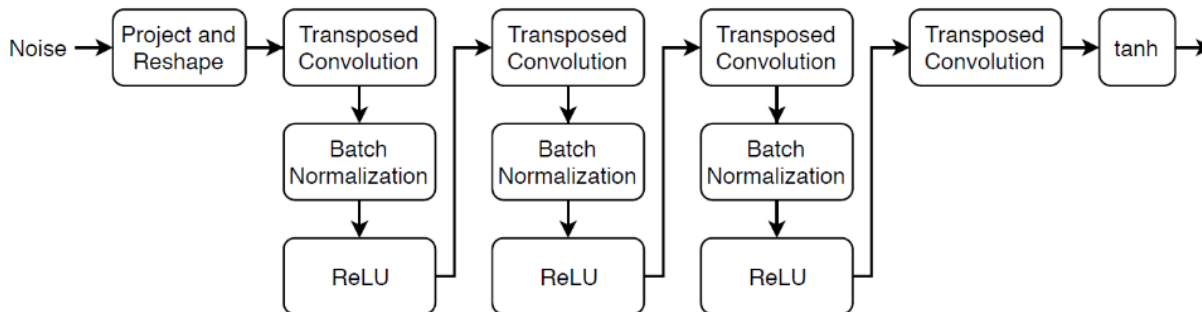 Noise
Project and
Reshape
Transposed
Convolution
Batch
Normalization
ReLU
Transposed
Convolution
Batch
Normalization
ReLU
Transposed
Convolution
Batch
Normalization
ReLU
Transposed
Convolution
tanh